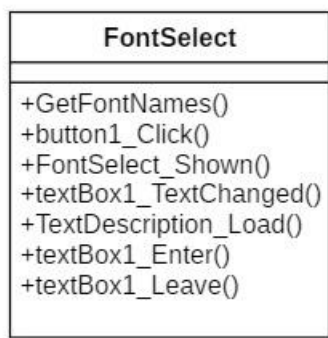 FontSelect
+GetFontNames()
+button1_Click()
+FontSelect_Shown()
+textBox1_TextChanged()
+TextDescription_Load()
+textBox1_Enter()
+textBox1_Leave()